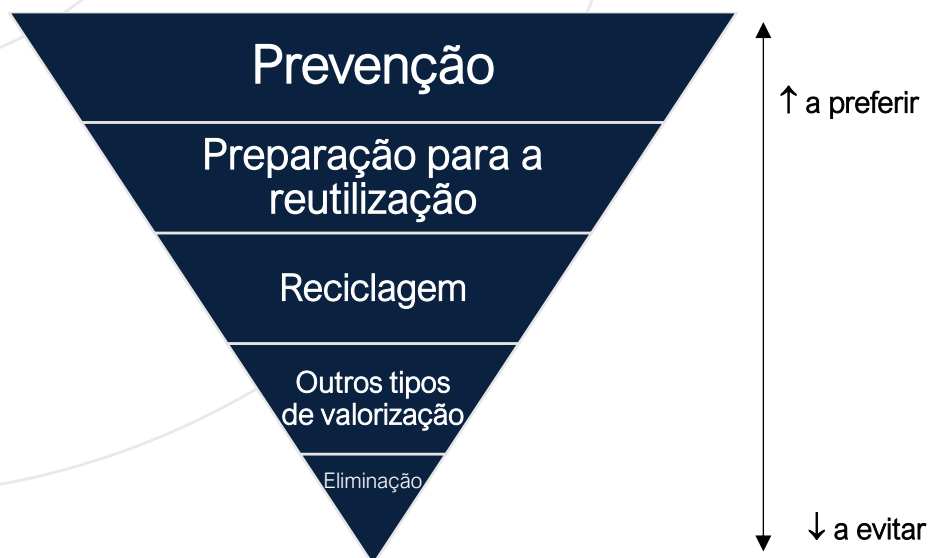 Prevenção
↑ a preferir
Preparação para a
reutilização
Reciclagem
Outros tipos
de valorização
Eliminação
↓ a evitar